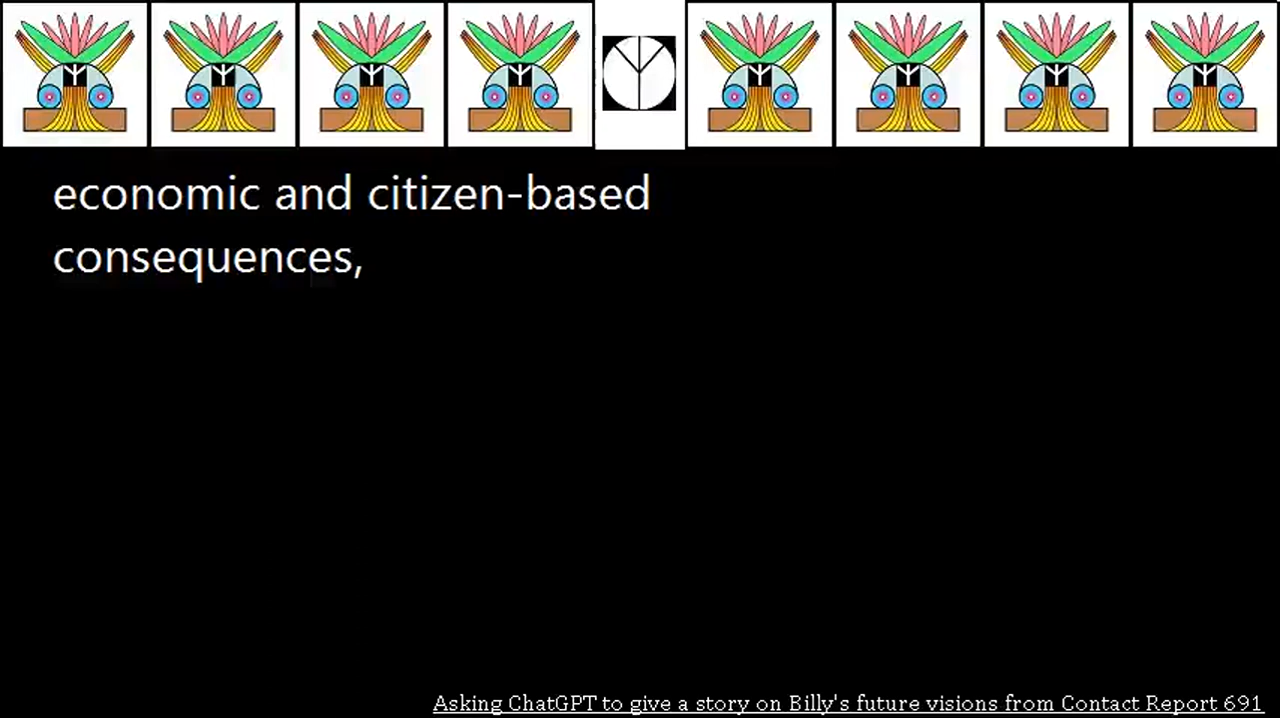 economic and citizen-based
consequences,
Asking ChatGPT to give a story on Billy's future visions from Contact Report 691